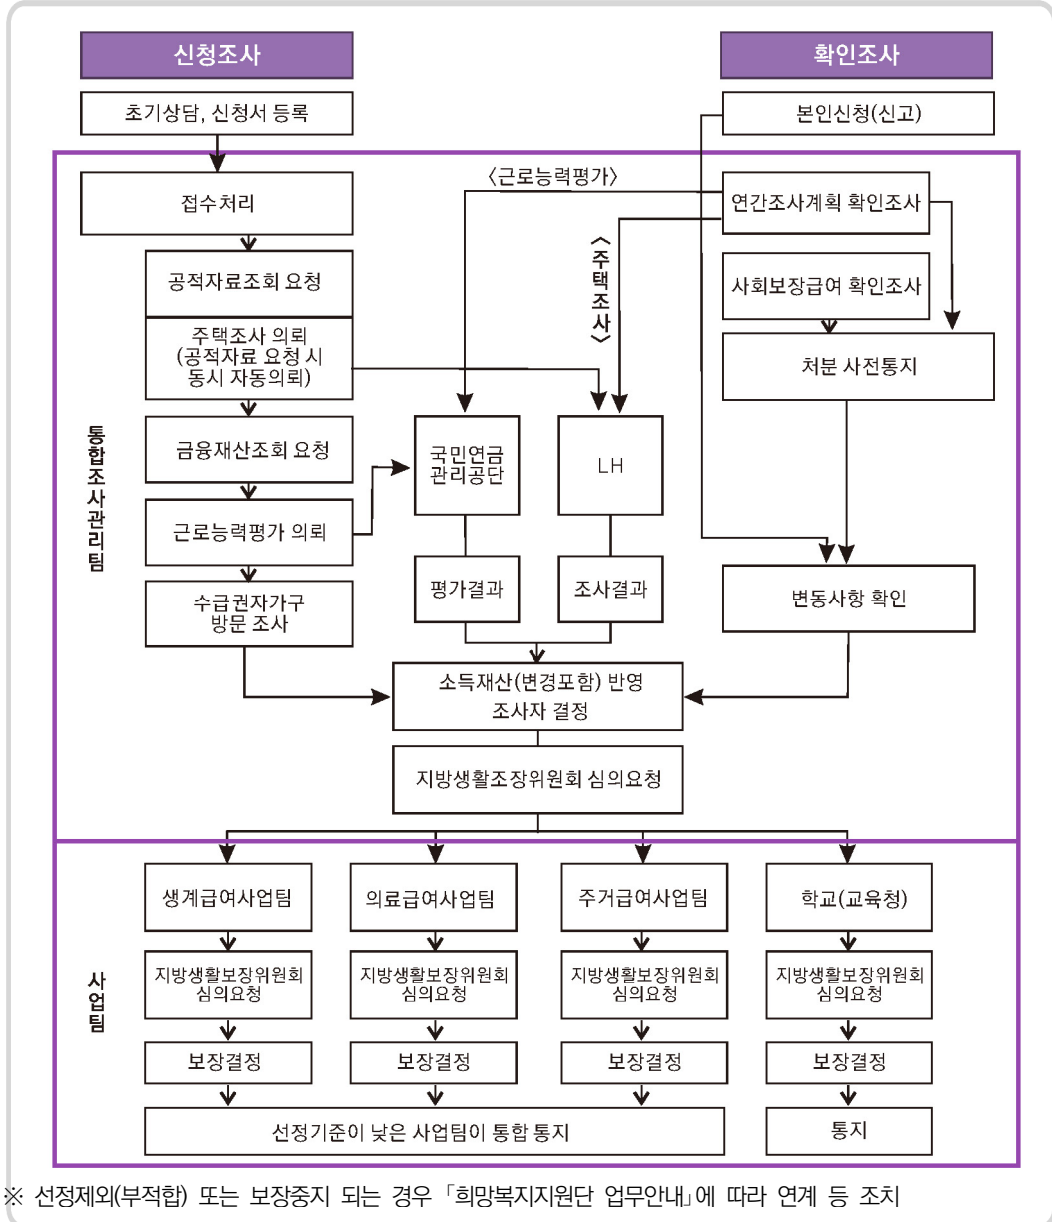 신청조사
확인조사
초기상담, 신청서 등록
본인신청(신고)
〈근로능력평가〉
접수처리
연간조사계획 확인조사
〈주택조사〉
공적자료조회 요청
사회보장급여 확인조사
주택조사 의뢰
(공적자료 요청 시
동시 자동의뢰)
처분 사전통지
통합조사관리팀
금융재산조회 요청
국민연금
관리공단
LH
근로능력평가 의뢰
평가결과
조사결과
변동사항 확인
수급권자가구
방문 조사
소득재산(변경포함) 반영
조사자 결정
지방생활조장위원회 심의요청
사업팀
생계급여사업팀
의료급여사업팀
주거급여사업팀
학교(교육청)
지방생활보장위원회
심의요청
지방생활보장위원회
심의요청
지방생활보장위원회
심의요청
지방생활보장위원회
심의요청
보장결정
보장결정
보장결정
보장결정
선정기준이 낮은 사업팀이 통합 통지
통지
※ 선정제외(부적합) 또는 보장중지 되는 경우 「희망복지지원단 업무안내」에 따라 연계 등 조치